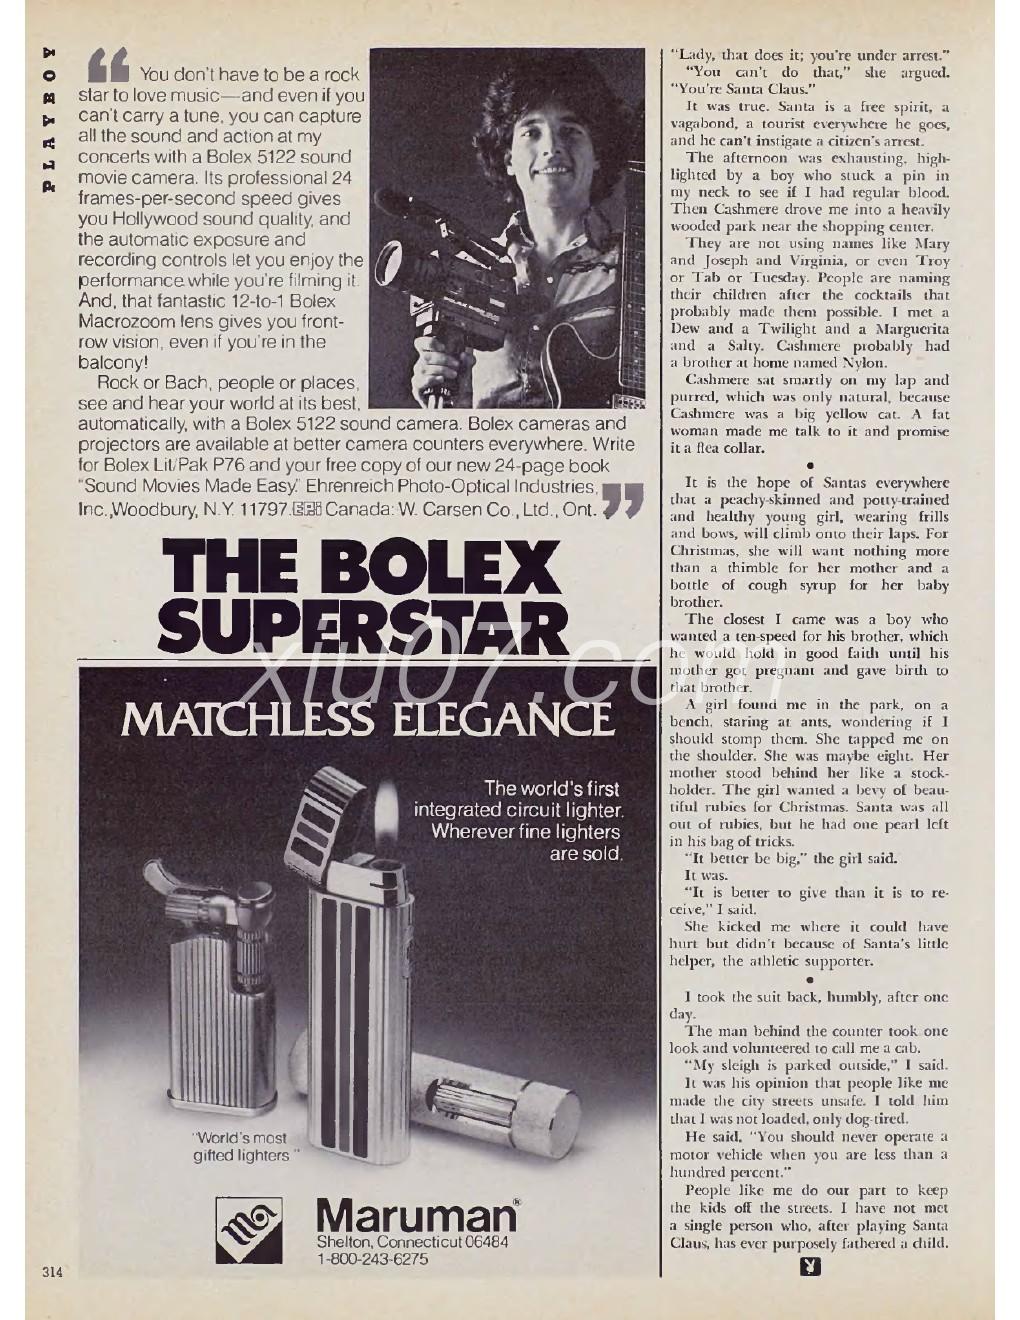 PLAYBOY
“ You don't have to be a rock
star to love music—and even if you
can't carry a tune, you can capture
all the sound and action at my
concerts with a Bolex 5122 sound
movie camera. Its professional 24
frames-per-second speed gives
you Hollywood sound quality, and
the automatic exposure and
recording controls let you enjoy the
performance while you're filming it.
And, that fantastic 12-to-1 Bolex
Macrozoom lens gives you front-
row vision, even if you're in the
balcony!
Rock or Bach, people or places,
see and hear your world at its best,
automatically, with a Bolex 5122 sound camera. Bolex cameras and
projectors are available at better camera counters everywhere. Write
for Bolex Lit/Pak P76 and your free copy of our new 24-page book
"Sound Movies Made Easy." Ehrenreich Photo-Optical Industries,
Inc., Woodbury, N.Y. 11797. Canada: W. Carsen Co., Ltd., Ont. ”
THE BOLEX
SUPERSTAR
MATCHLESS ELEGANCE
The world's first
integrated circuit lighter.
Wherever fine lighters
are sold.
"World's most
gifted lighters"
Maruman®
Shelton, Connecticut 06484
1-800-243-6275
314
"Lady, that does it; you're under arrest."
"You can't do that," she argued.
"You're Santa Claus."
It was true. Santa is a free spirit, a
vagabond, a tourist everywhere he goes,
and he can't instigate a citizen's arrest.
The afternoon was exhausting, high-
lighted by a boy who stuck a pin in
my neck to see if I had regular blood.
Then Cashmere drove me into a heavily
wooded park near the shopping center.
They are not using names like Mary
and Joseph and Virginia, or even Troy
or Tab or Tuesday. People are naming
their children after the cocktails that
probably made them possible. I met a
Dew and a Twilight and a Marguerita
and a Salty. Cashmere probably had
a brother at home named Nylon.
Cashmere sat smartly on my lap and
purred, which was only natural, because
Cashmere was a big yellow cat. A fat
woman made me talk to it and promise
it a flea collar.
•
It is the hope of Santas everywhere
that a peachy-skinned and potty-trained
and healthy young girl, wearing frills
and bows, will climb onto their laps. For
Christmas, she will want nothing more
than a thimble for her mother and a
bottle of cough syrup for her baby
brother.
The closest I came was a boy who
wanted a ten-speed for his brother, which
he would hold in good faith until his
mother got pregnant and gave birth to
that brother.
A girl found me in the park, on a
bench, staring at ants, wondering if I
should stomp them. She tapped me on
the shoulder. She was maybe eight. Her
mother stood behind her like a stock-
holder. The girl wanted a bevy of beau-
tiful rubies for Christmas. Santa was all
out of rubies, but he had one pearl left
in his bag of tricks.
"It better be big," the girl said.
It was.
"It is better to give than it is to re-
ceive," I said.
She kicked me where it could have
hurt but didn't because of Santa's little
helper, the athletic supporter.
•
I took the suit back, humbly, after one
day.
The man behind the counter took one
look and volunteered to call me a cab.
"My sleigh is parked outside," I said.
It was his opinion that people like me
made the city streets unsafe. I told him
that I was not loaded, only dog-tired.
He said, "You should never operate a
motor vehicle when you are less than a
hundred percent."
People like me do our part to keep
the kids off the streets. I have not met
a single person who, after playing Santa
Claus, has ever purposely fathered a child.
xiu07.com